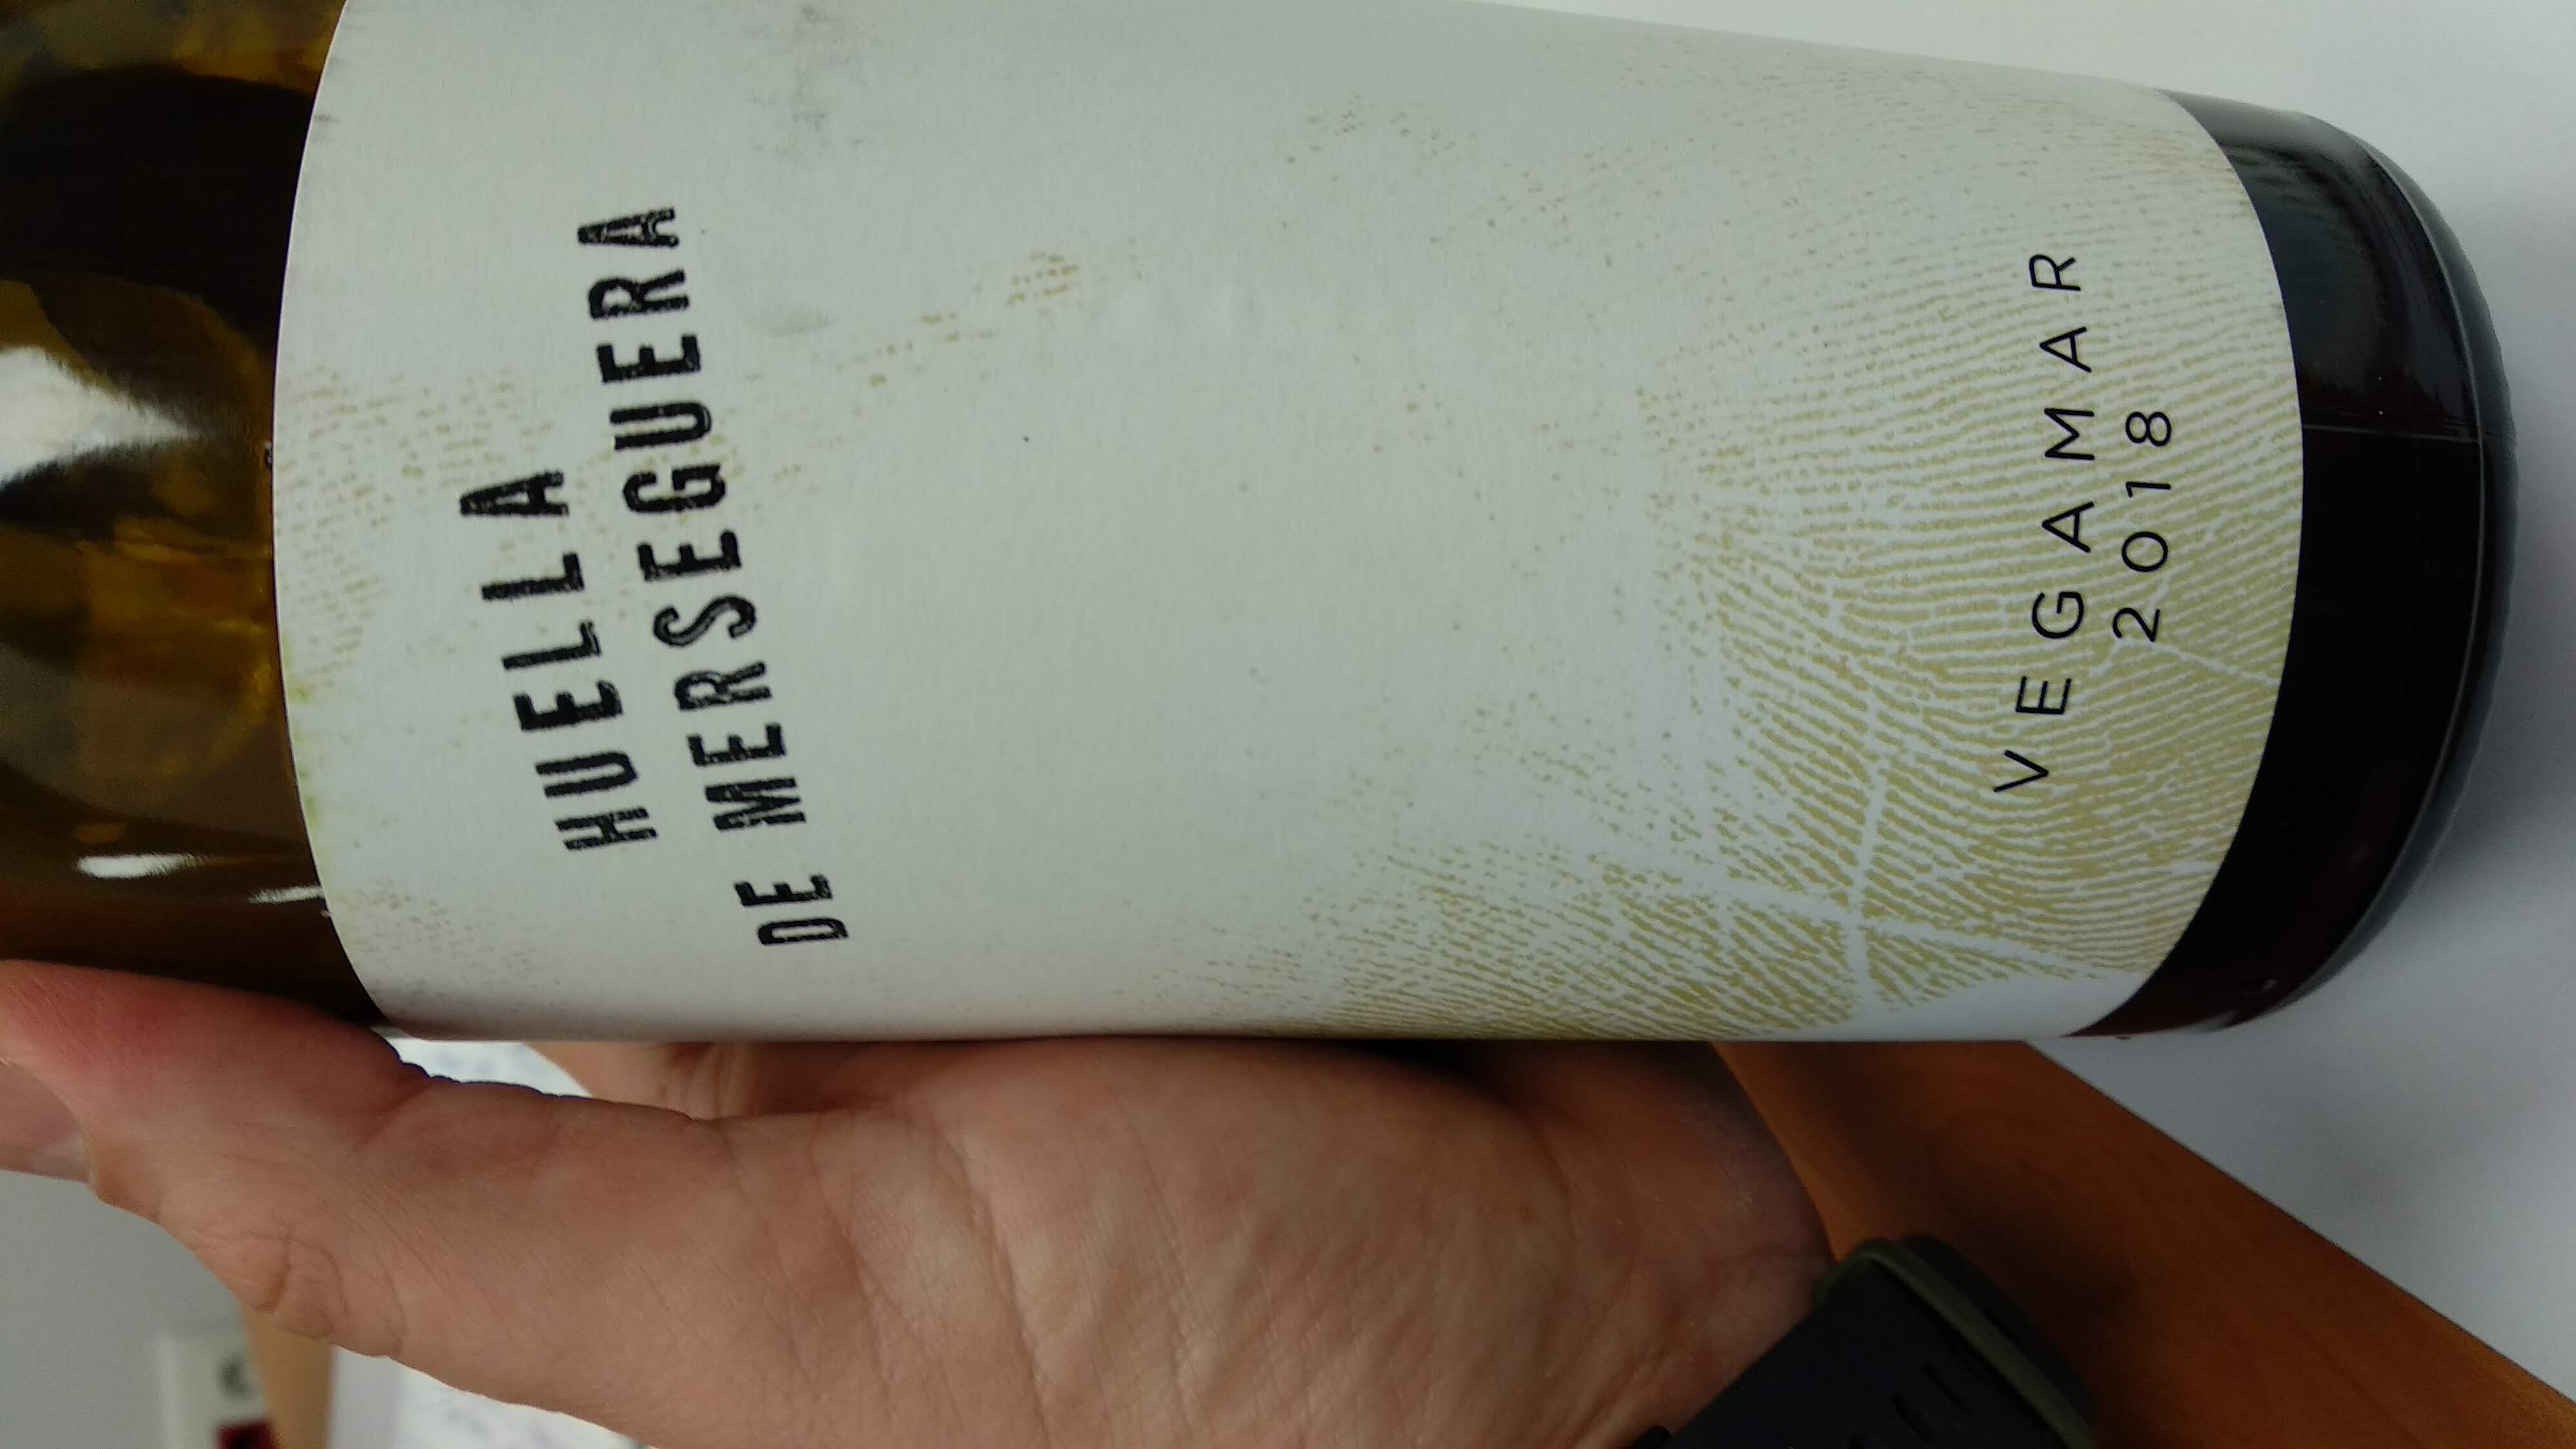 HUELLA
DE MERSEGUERA
VEGAMAR
2018